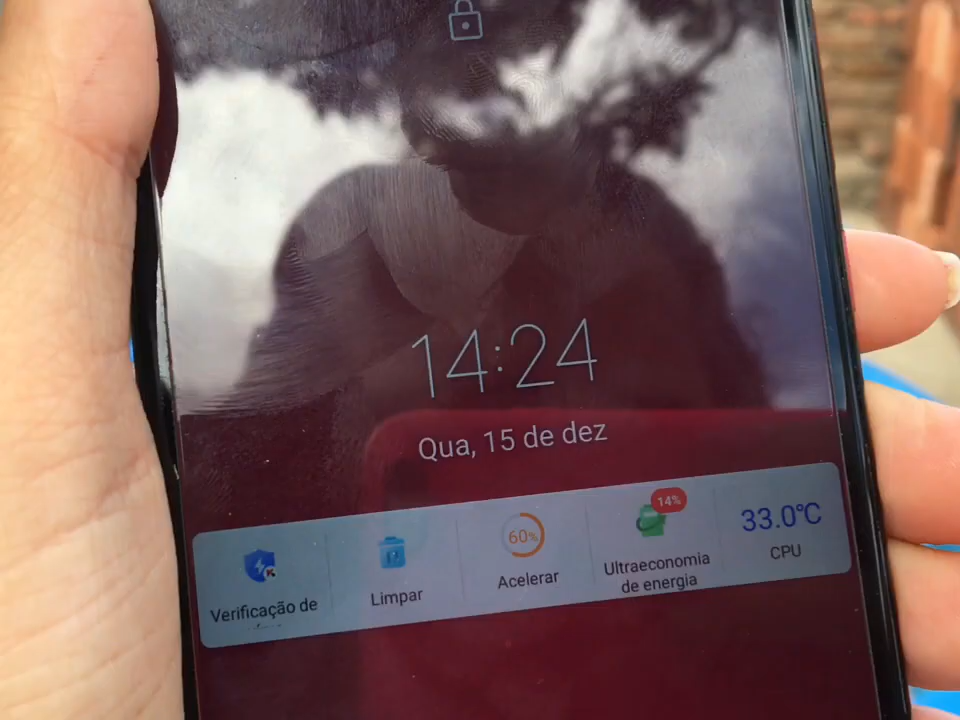 14:24
Qua, 15 de dez
Verificação de
Limpar
60%
Acelerar
14%
Ultraeconomia
de energia
33.0°C
CPU